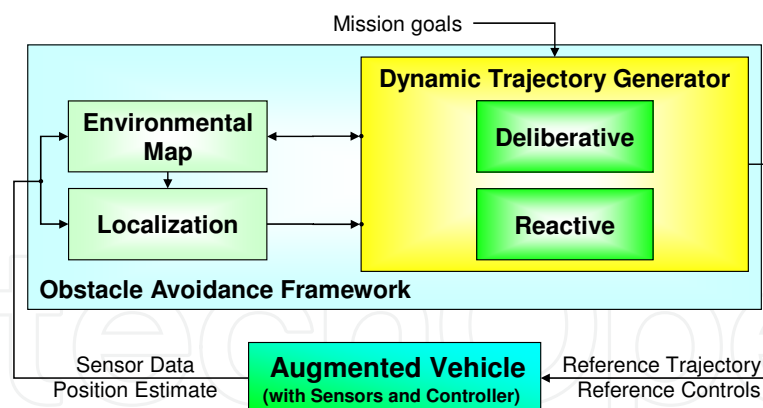 Mission goals
Dynamic Trajectory Generator
Environmental
Map
Deliberative
Localization
Reactive
Obstacle Avoidance Framework
Sensor Data
Position Estimate
Augmented Vehicle
(with Sensors and Controller)
Reference Trajectory
Reference Controls